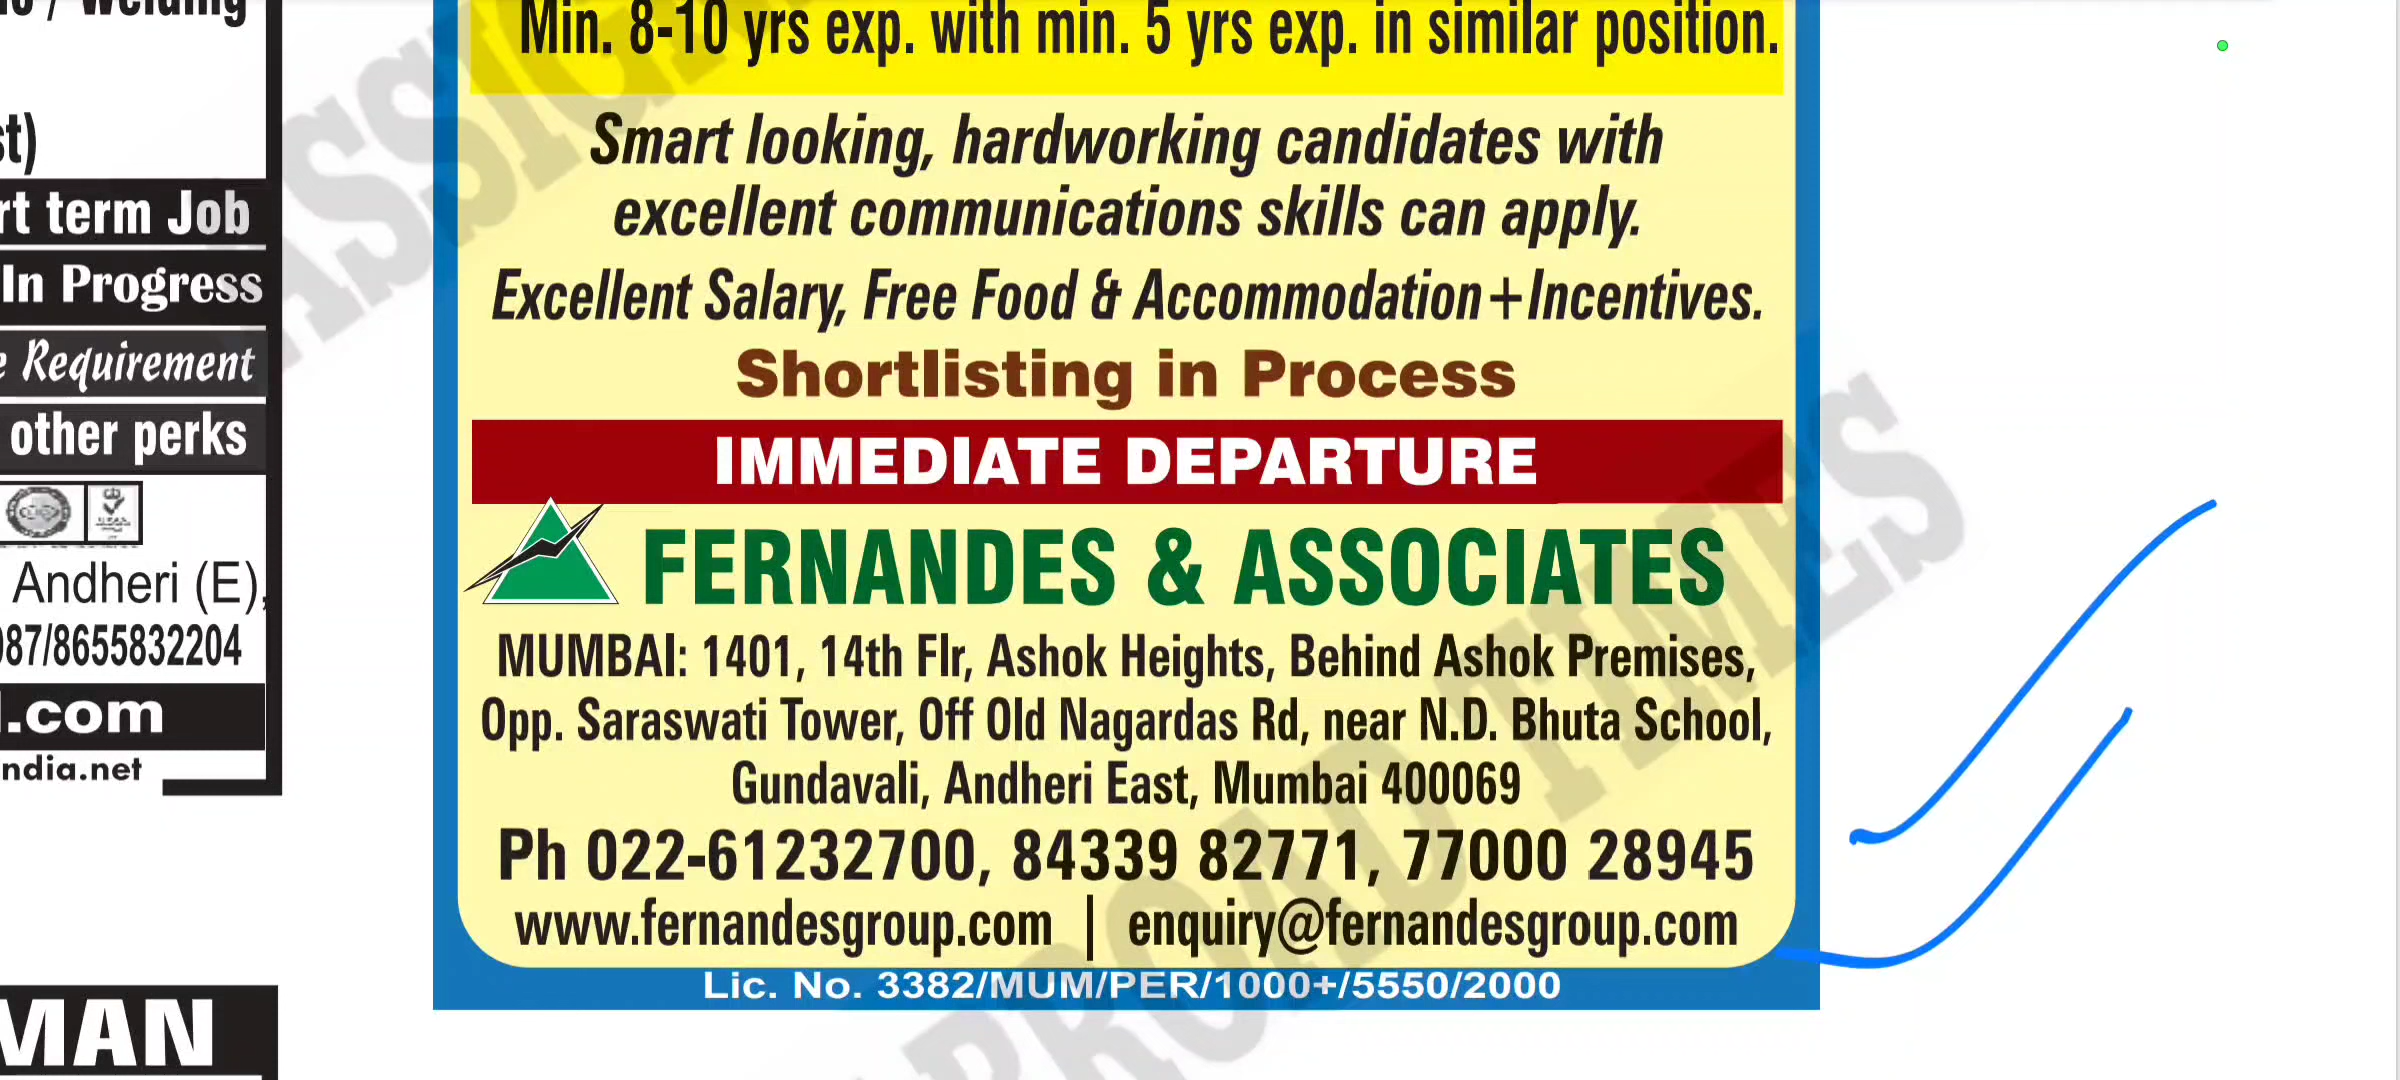 Welding
st)
rt term Job
In Progress
e Requirement
other perks
Andheri (E),
087/8655832204
l.com
ndia.net
MAN
Min. 8-10 yrs exp. with min. 5 yrs exp. in similar position.
Smart looking, hardworking candidates with
excellent communications skills can apply.
Excellent Salary, Free Food & Accommodation+Incentives.
Shortlisting in Process
IMMEDIATE DEPARTURE
FERNANDES & ASSOCIATES
MUMBAI: 1401, 14th Flr, Ashok Heights, Behind Ashok Premises,
Opp. Saraswati Tower, Off Old Nagardas Rd, near N.D. Bhuta School,
Gundavali, Andheri East, Mumbai 400069
Ph 022-61232700, 84339 82771, 77000 28945
www.fernandesgroup.com | enquiry@fernandesgroup.com
Lic. No. 3382/MUM/PER/1000+/5550/2000
ASSIG
ROAD TIMES